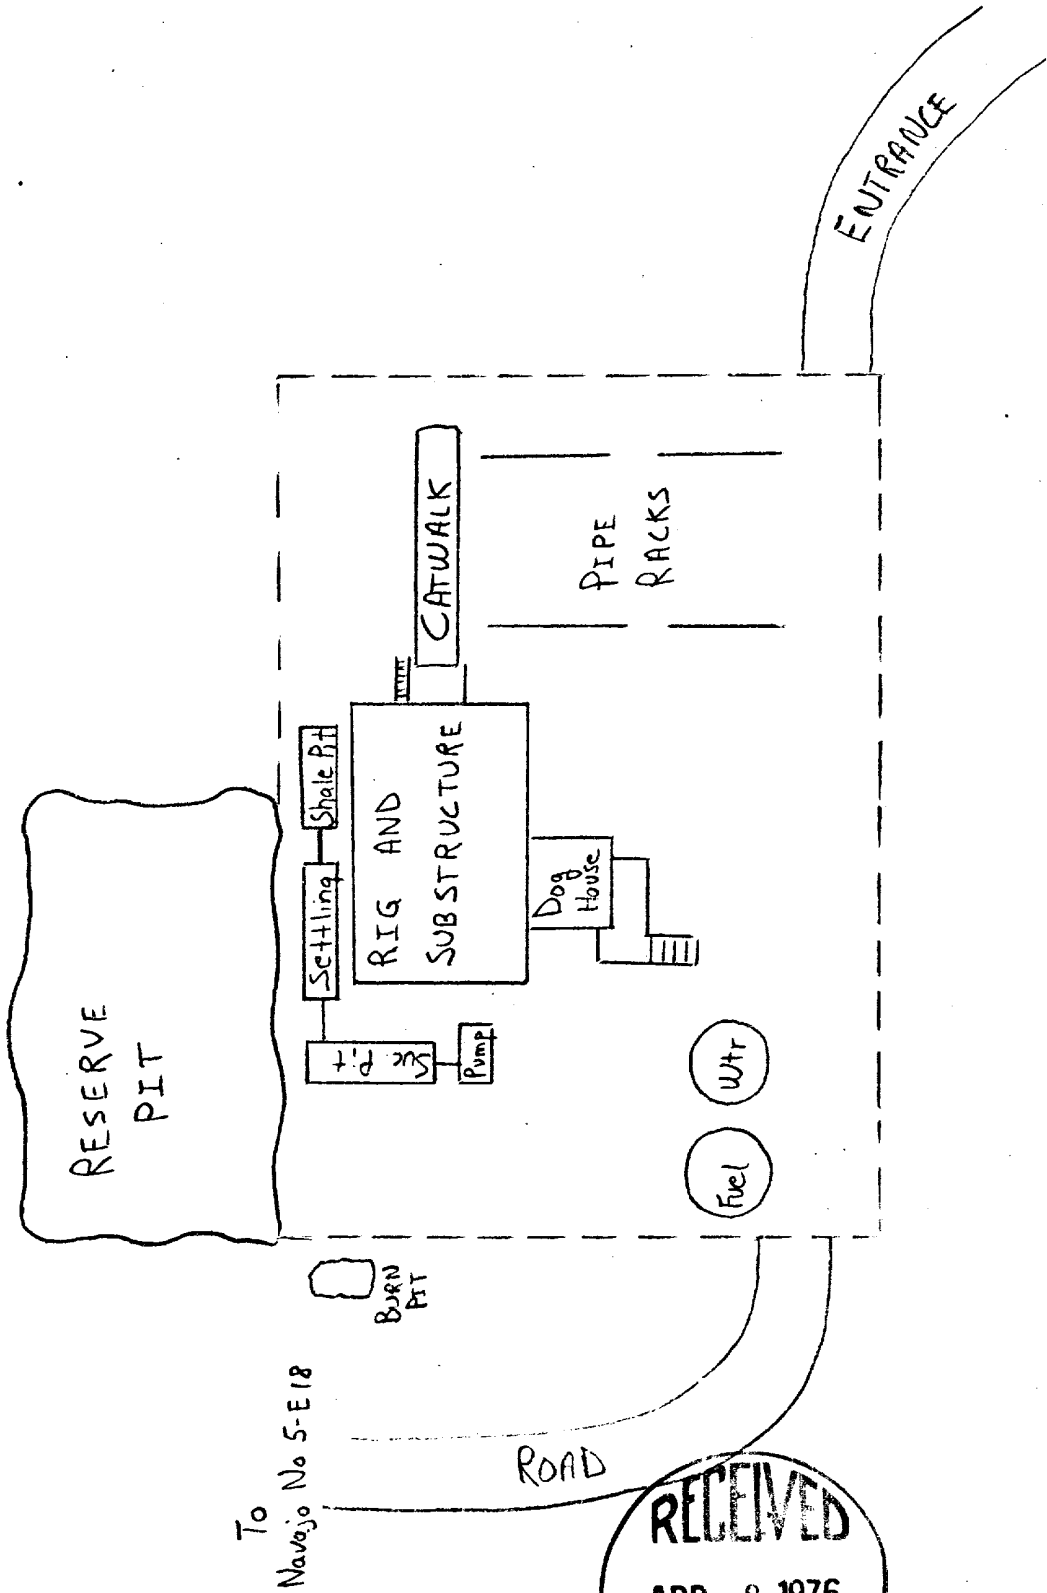 ENTRANCE
CATWALK
PIPE
RACKS
Shale Pit
RIG AND
SUBSTRUCTURE
Settling
Dog
House
RESERVE
PIT
Suc
Pit
Pump
Wtr
Fuel
BURN
PIT
To
Navajo No 5-E18
ROAD
RECEIVED
APR 8 1976